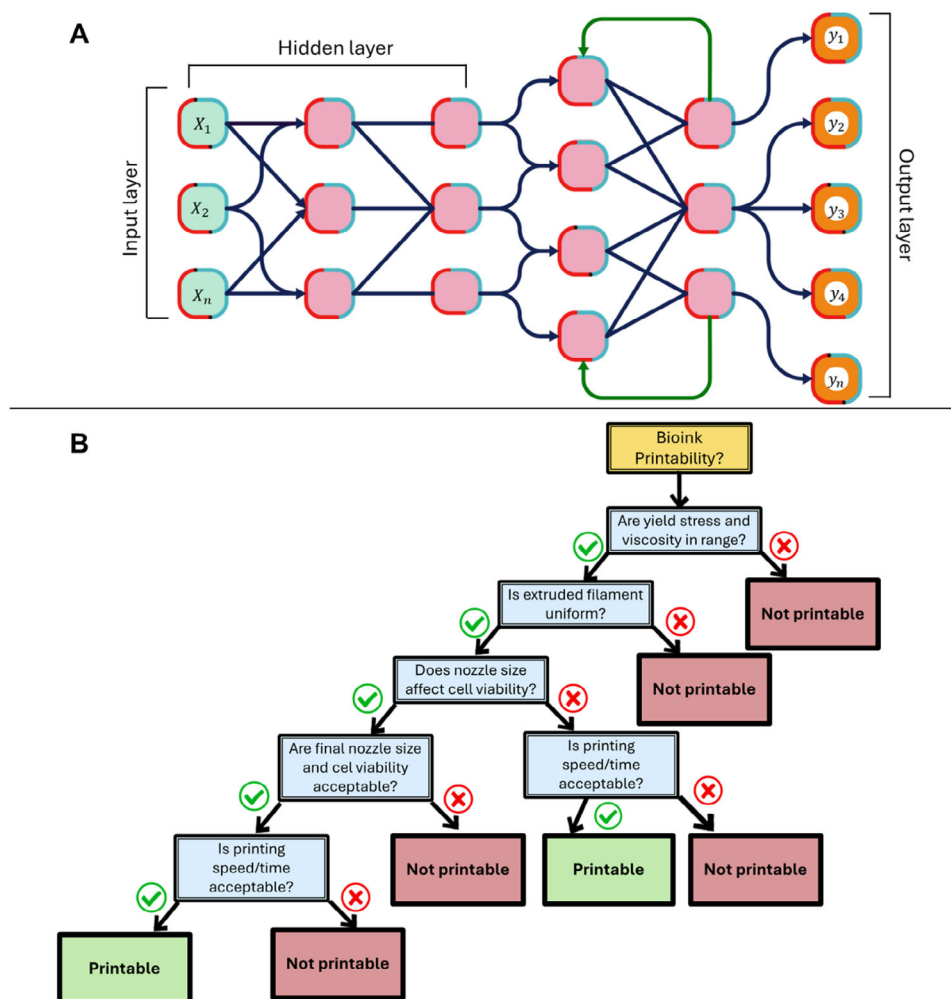 A
Hidden layer
Input layer
Output layer
X₁
X₂
Xₙ
y₁
y₂
y₃
y₄
yₙ
B
Bioink
Printability?
Are yield stress and
viscosity in range?
Is extruded filament
uniform?
Not printable
Does nozzle size
affect cell viability?
Not printable
Are final nozzle size
and cel viability
acceptable?
Is printing
speed/time
acceptable?
Is printing
speed/time
acceptable?
Not printable
Printable
Not printable
Printable
Not printable